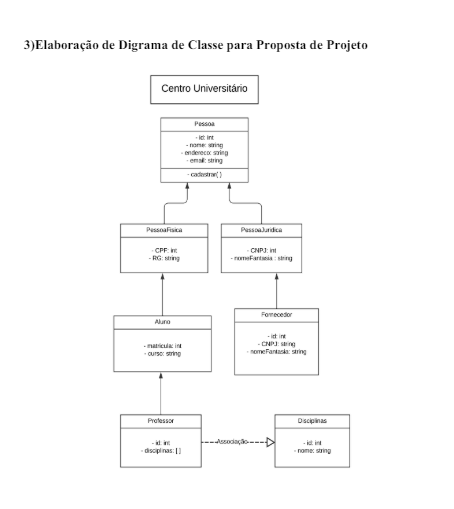 3)Elaboração de Digrama de Classe para Proposta de Projeto
Centro Universitário
Pessoa
- id: int
- nome: string
- endereco: string
- email: string
- cadastrar( )
PessoaFisica
- CPF: int
- RG: string
PessoaJuridica
- CNPJ: int
- nomeFantasia : string
Aluno
- matricula: int
- curso: string
Fornecedor
- id: int
- CNPJ: string
- nomeFantasia: string
Professor
- id: int
- disciplinas: [ ]
Associação
Disciplinas
- id: int
- nome: string